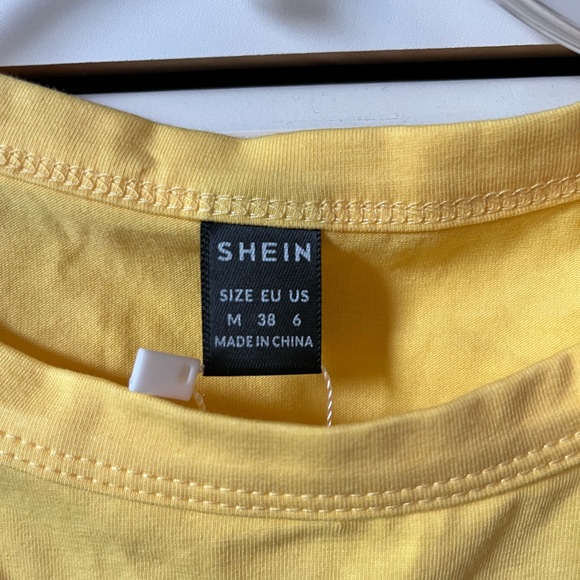 SHEIN
SIZE EU US
M 38 6
MADE IN CHINA